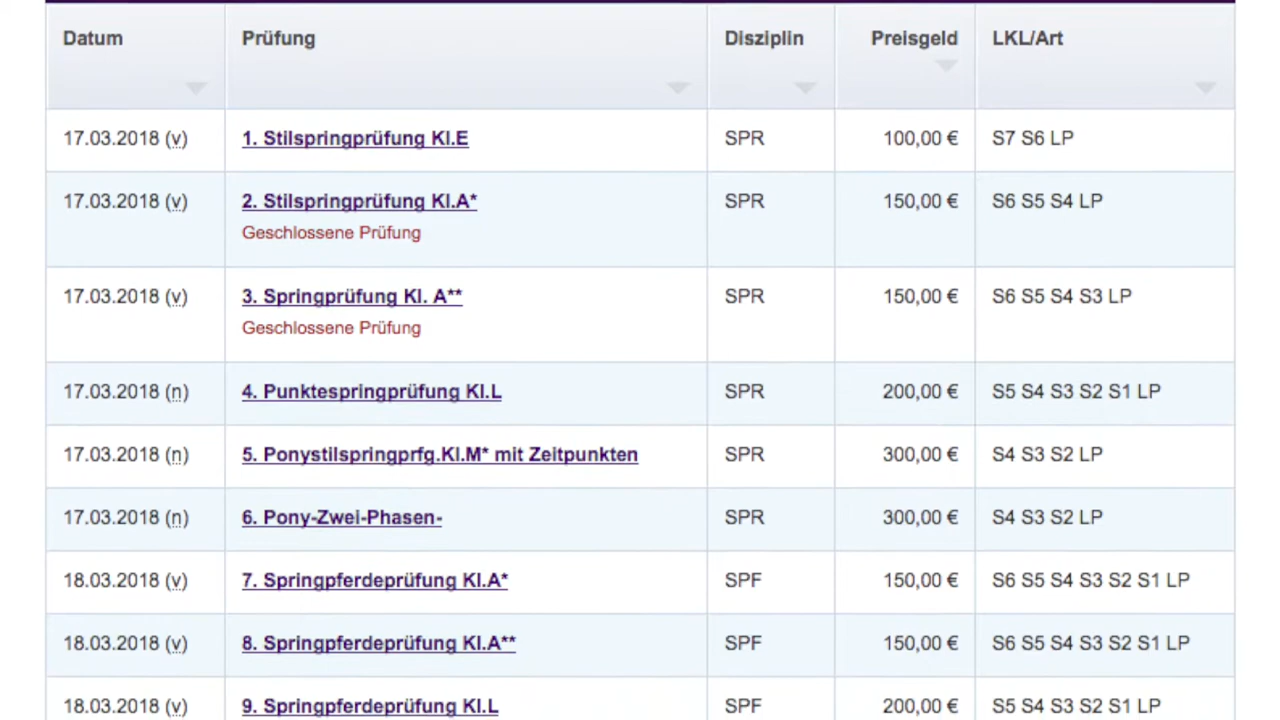 Datum Prüfung Disziplin Preisgeld LKL/Art
17.03.2018 (v) 1. Stilspringprüfung Kl.E SPR 100,00 € S7 S6 LP
17.03.2018 (v) 2. Stilspringprüfung Kl.A* SPR 150,00 € S6 S5 S4 LP
Geschlossene Prüfung
17.03.2018 (v) 3. Springprüfung Kl. A** SPR 150,00 € S6 S5 S4 S3 LP
Geschlossene Prüfung
17.03.2018 (n) 4. Punktespringprüfung Kl.L SPR 200,00 € S5 S4 S3 S2 S1 LP
17.03.2018 (n) 5. Ponystilspringprfg.Kl.M* mit Zeitpunkten SPR 300,00 € S4 S3 S2 LP
17.03.2018 (n) 6. Pony-Zwei-Phasen- SPR 300,00 € S4 S3 S2 LP
18.03.2018 (v) 7. Springpferdeprüfung Kl.A* SPF 150,00 € S6 S5 S4 S3 S2 S1 LP
18.03.2018 (v) 8. Springpferdeprüfung Kl.A** SPF 150,00 € S6 S5 S4 S3 S2 S1 LP
18.03.2018 (v) 9. Springpferdeprüfung Kl.L SPF 200,00 € S5 S4 S3 S2 S1 LP